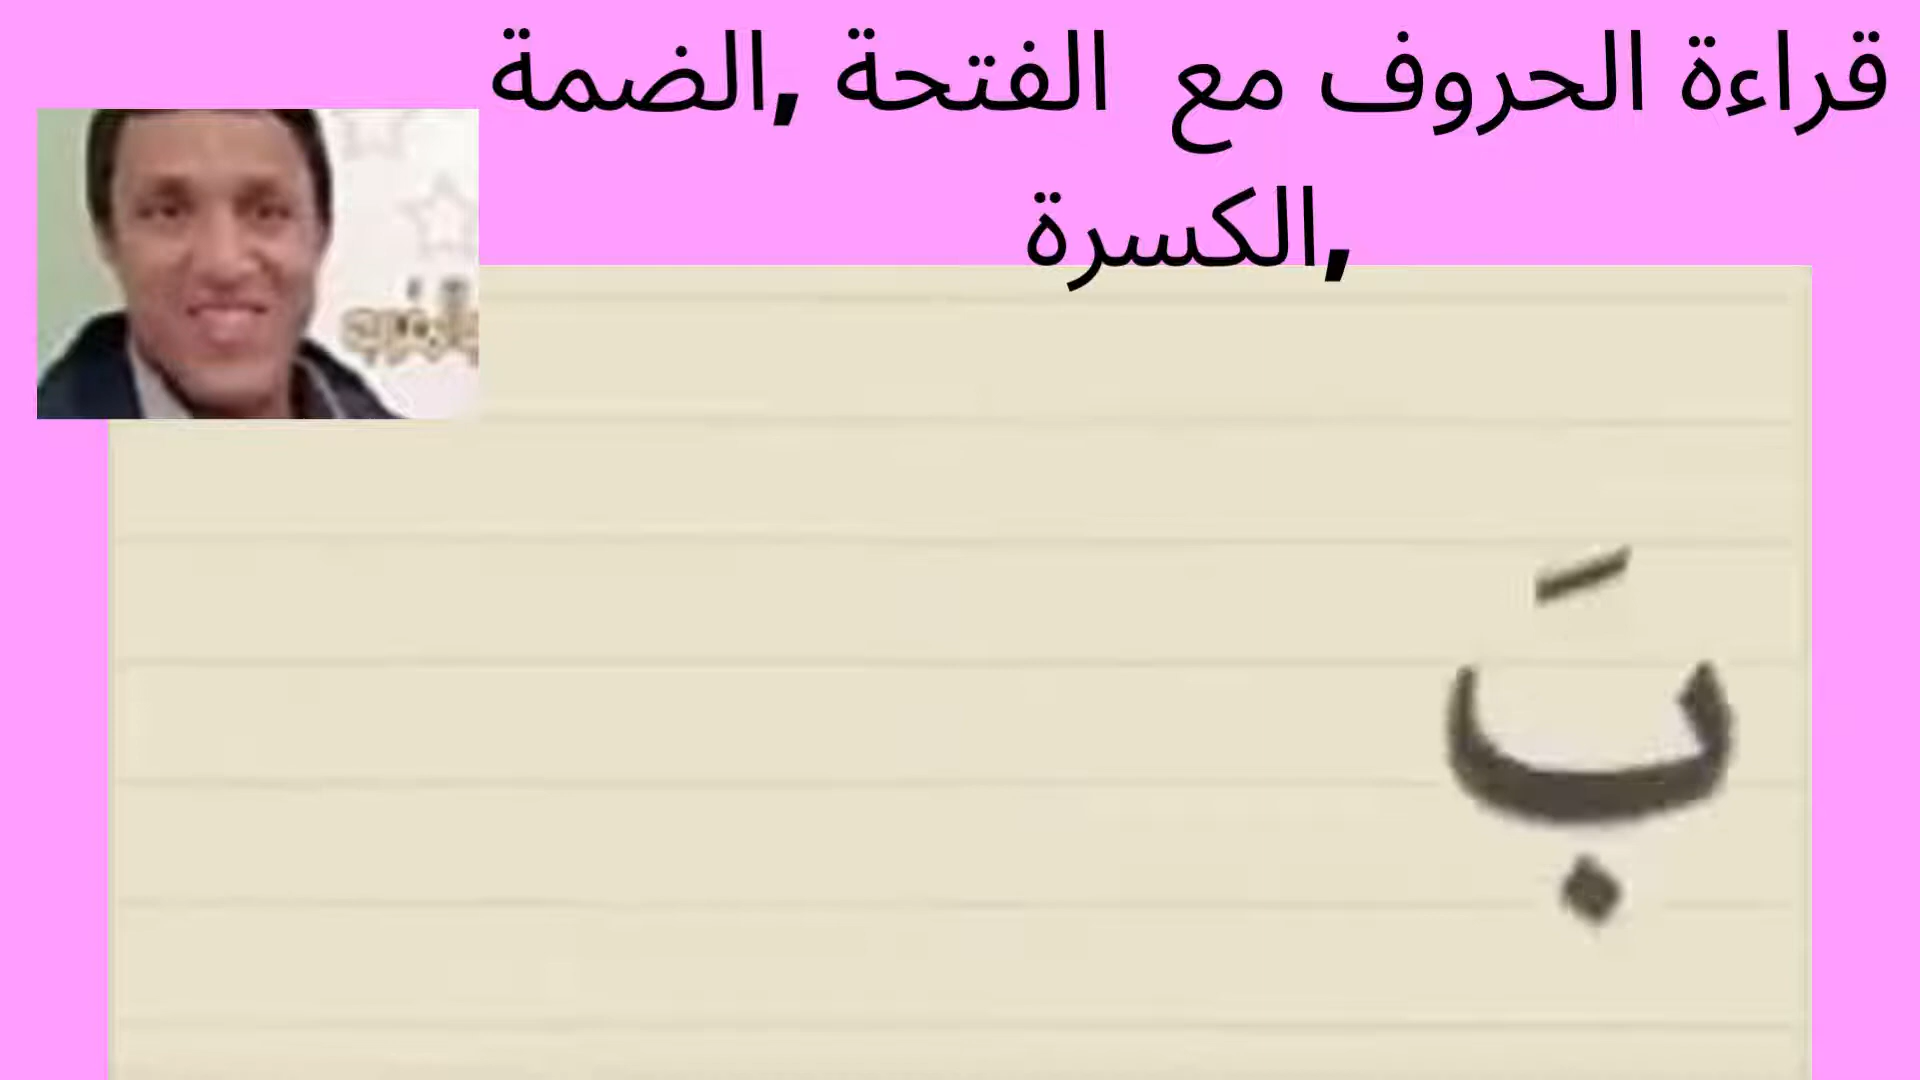 قراءة الحروف مع الفتحة ,الضمة
,الكسرة
بَ